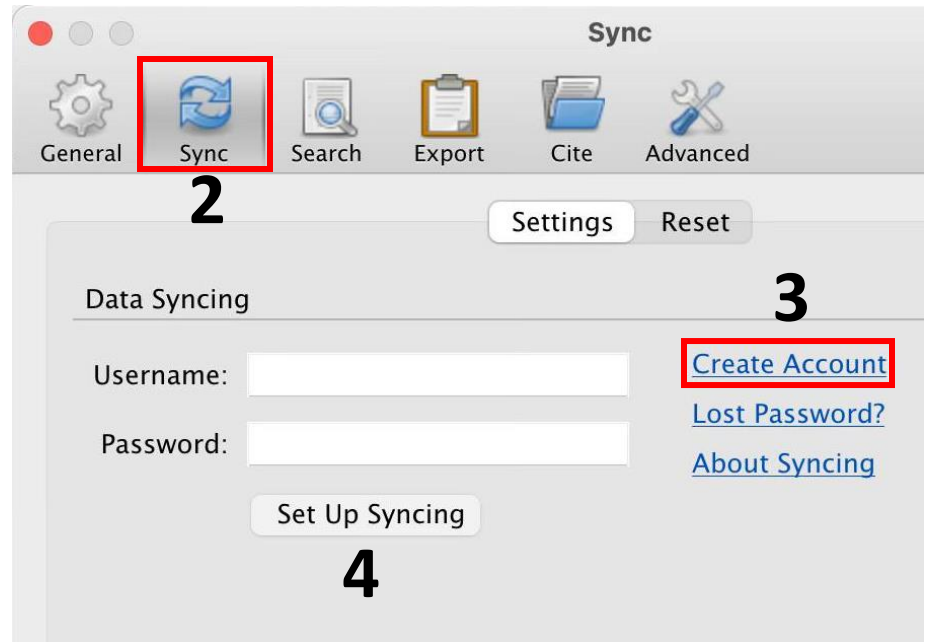 Sync
General Sync Search Export Cite Advanced
2
Settings Reset
Data Syncing
3
Username:
Create Account
Lost Password?
Password:
About Syncing
Set Up Syncing
4